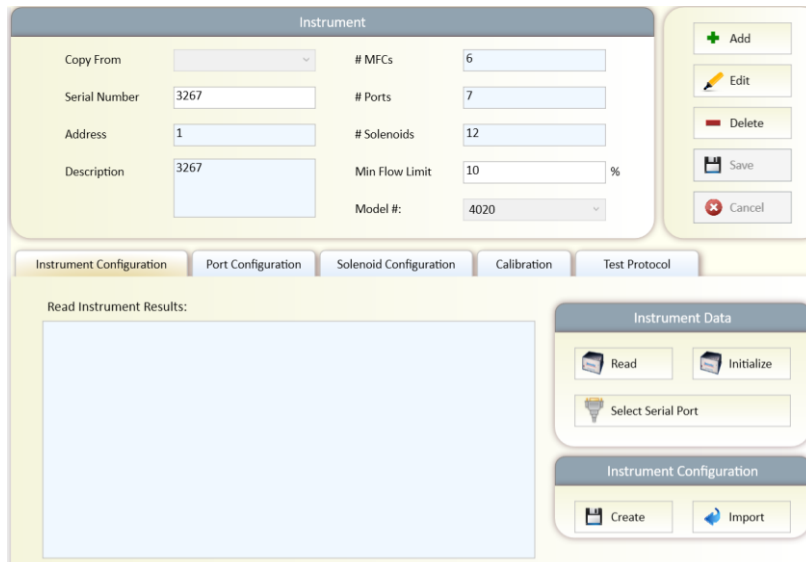 Instrument
Copy From
Serial Number 3267
Address 1
Description 3267
# MFCs 6
# Ports 7
# Solenoids 12
Min Flow Limit 10 %
Model #: 4020
Add
Edit
Delete
Save
Cancel
Instrument Configuration Port Configuration Solenoid Configuration Calibration Test Protocol
Read Instrument Results:
Instrument Data
Read Initialize
Select Serial Port
Instrument Configuration
Create Import